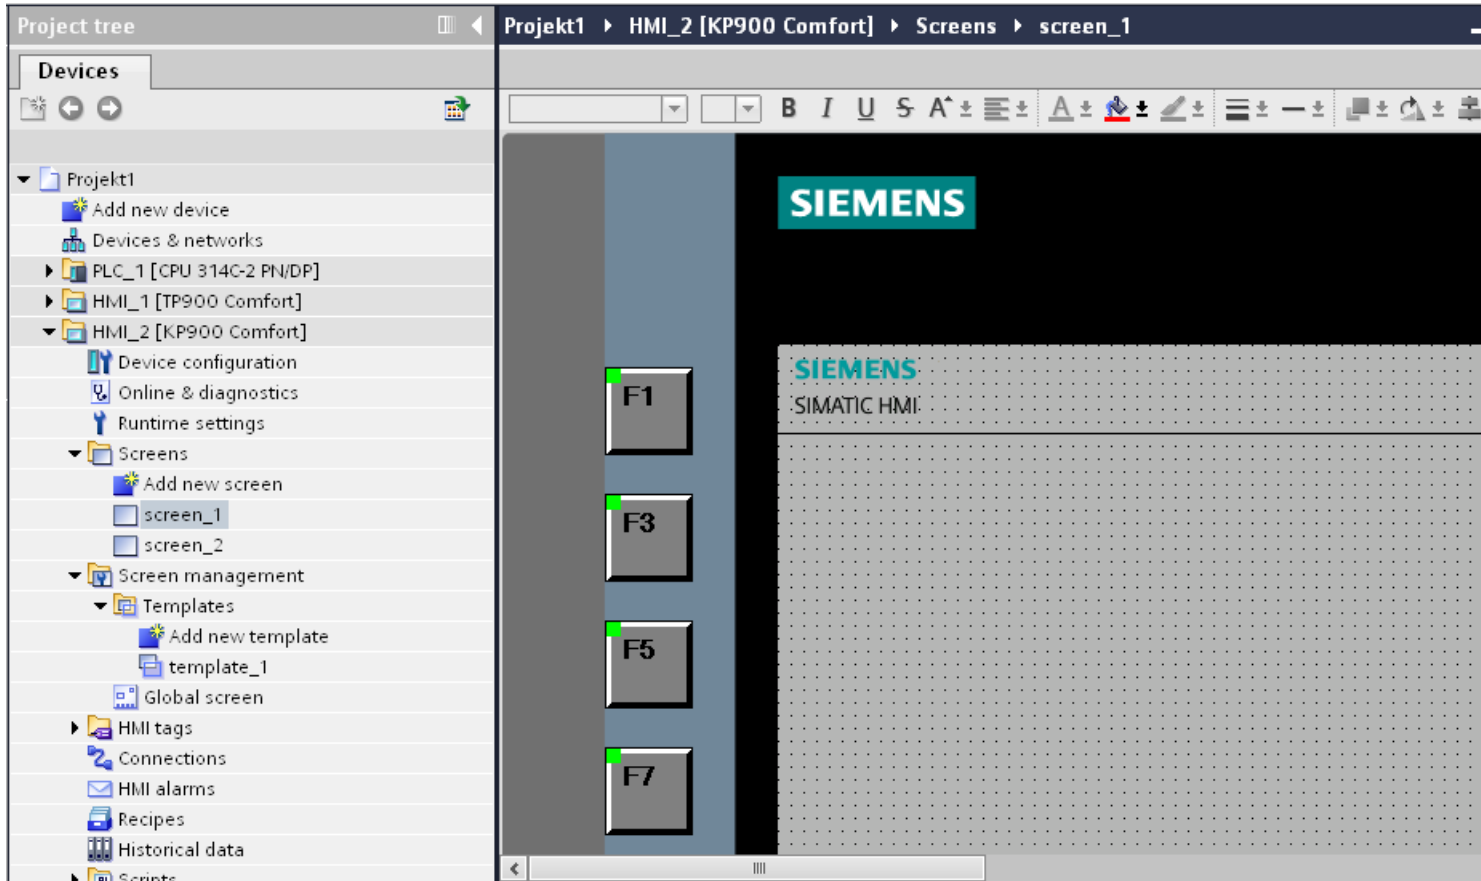 Project tree
Devices
Projekt1
Add new device
Devices & networks
PLC_1 [CPU 314C-2 PN/DP]
HMI_1 [TP900 Comfort]
HMI_2 [KP900 Comfort]
Device configuration
Online & diagnostics
Runtime settings
Screens
Add new screen
screen_1
screen_2
Screen management
Templates
Add new template
template_1
Global screen
HMI tags
Connections
HMI alarms
Recipes
Historical data
Scripts
Projekt1 HMI_2 [KP900 Comfort] Screens screen_1
B I U S A A
SIEMENS
SIEMENS
SIMATIC HMI
F1
F3
F5
F7